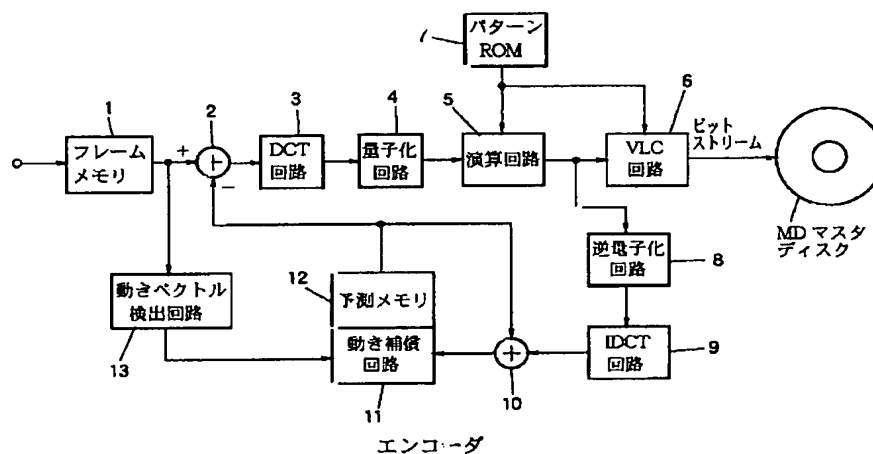 パターン
ROM
7
1
フレーム
メモリ
+
2
−
3
DCT
回路
4
量子化
回路
5
演算回路
6
VLC
回路
ビット
ストリーム
MDマスタ
ディスク
逆量子化
回路
8
IDCT
回路
9
10
12
予測メモリ
動き補償
回路
11
動きベクトル
検出回路
13
エンコーダ